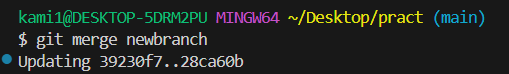 kami1@DESKTOP-5DRM2PU MINGW64 ~/Desktop/pract (main)
$ git merge newbranch
Updating 39230f7..28ca60b